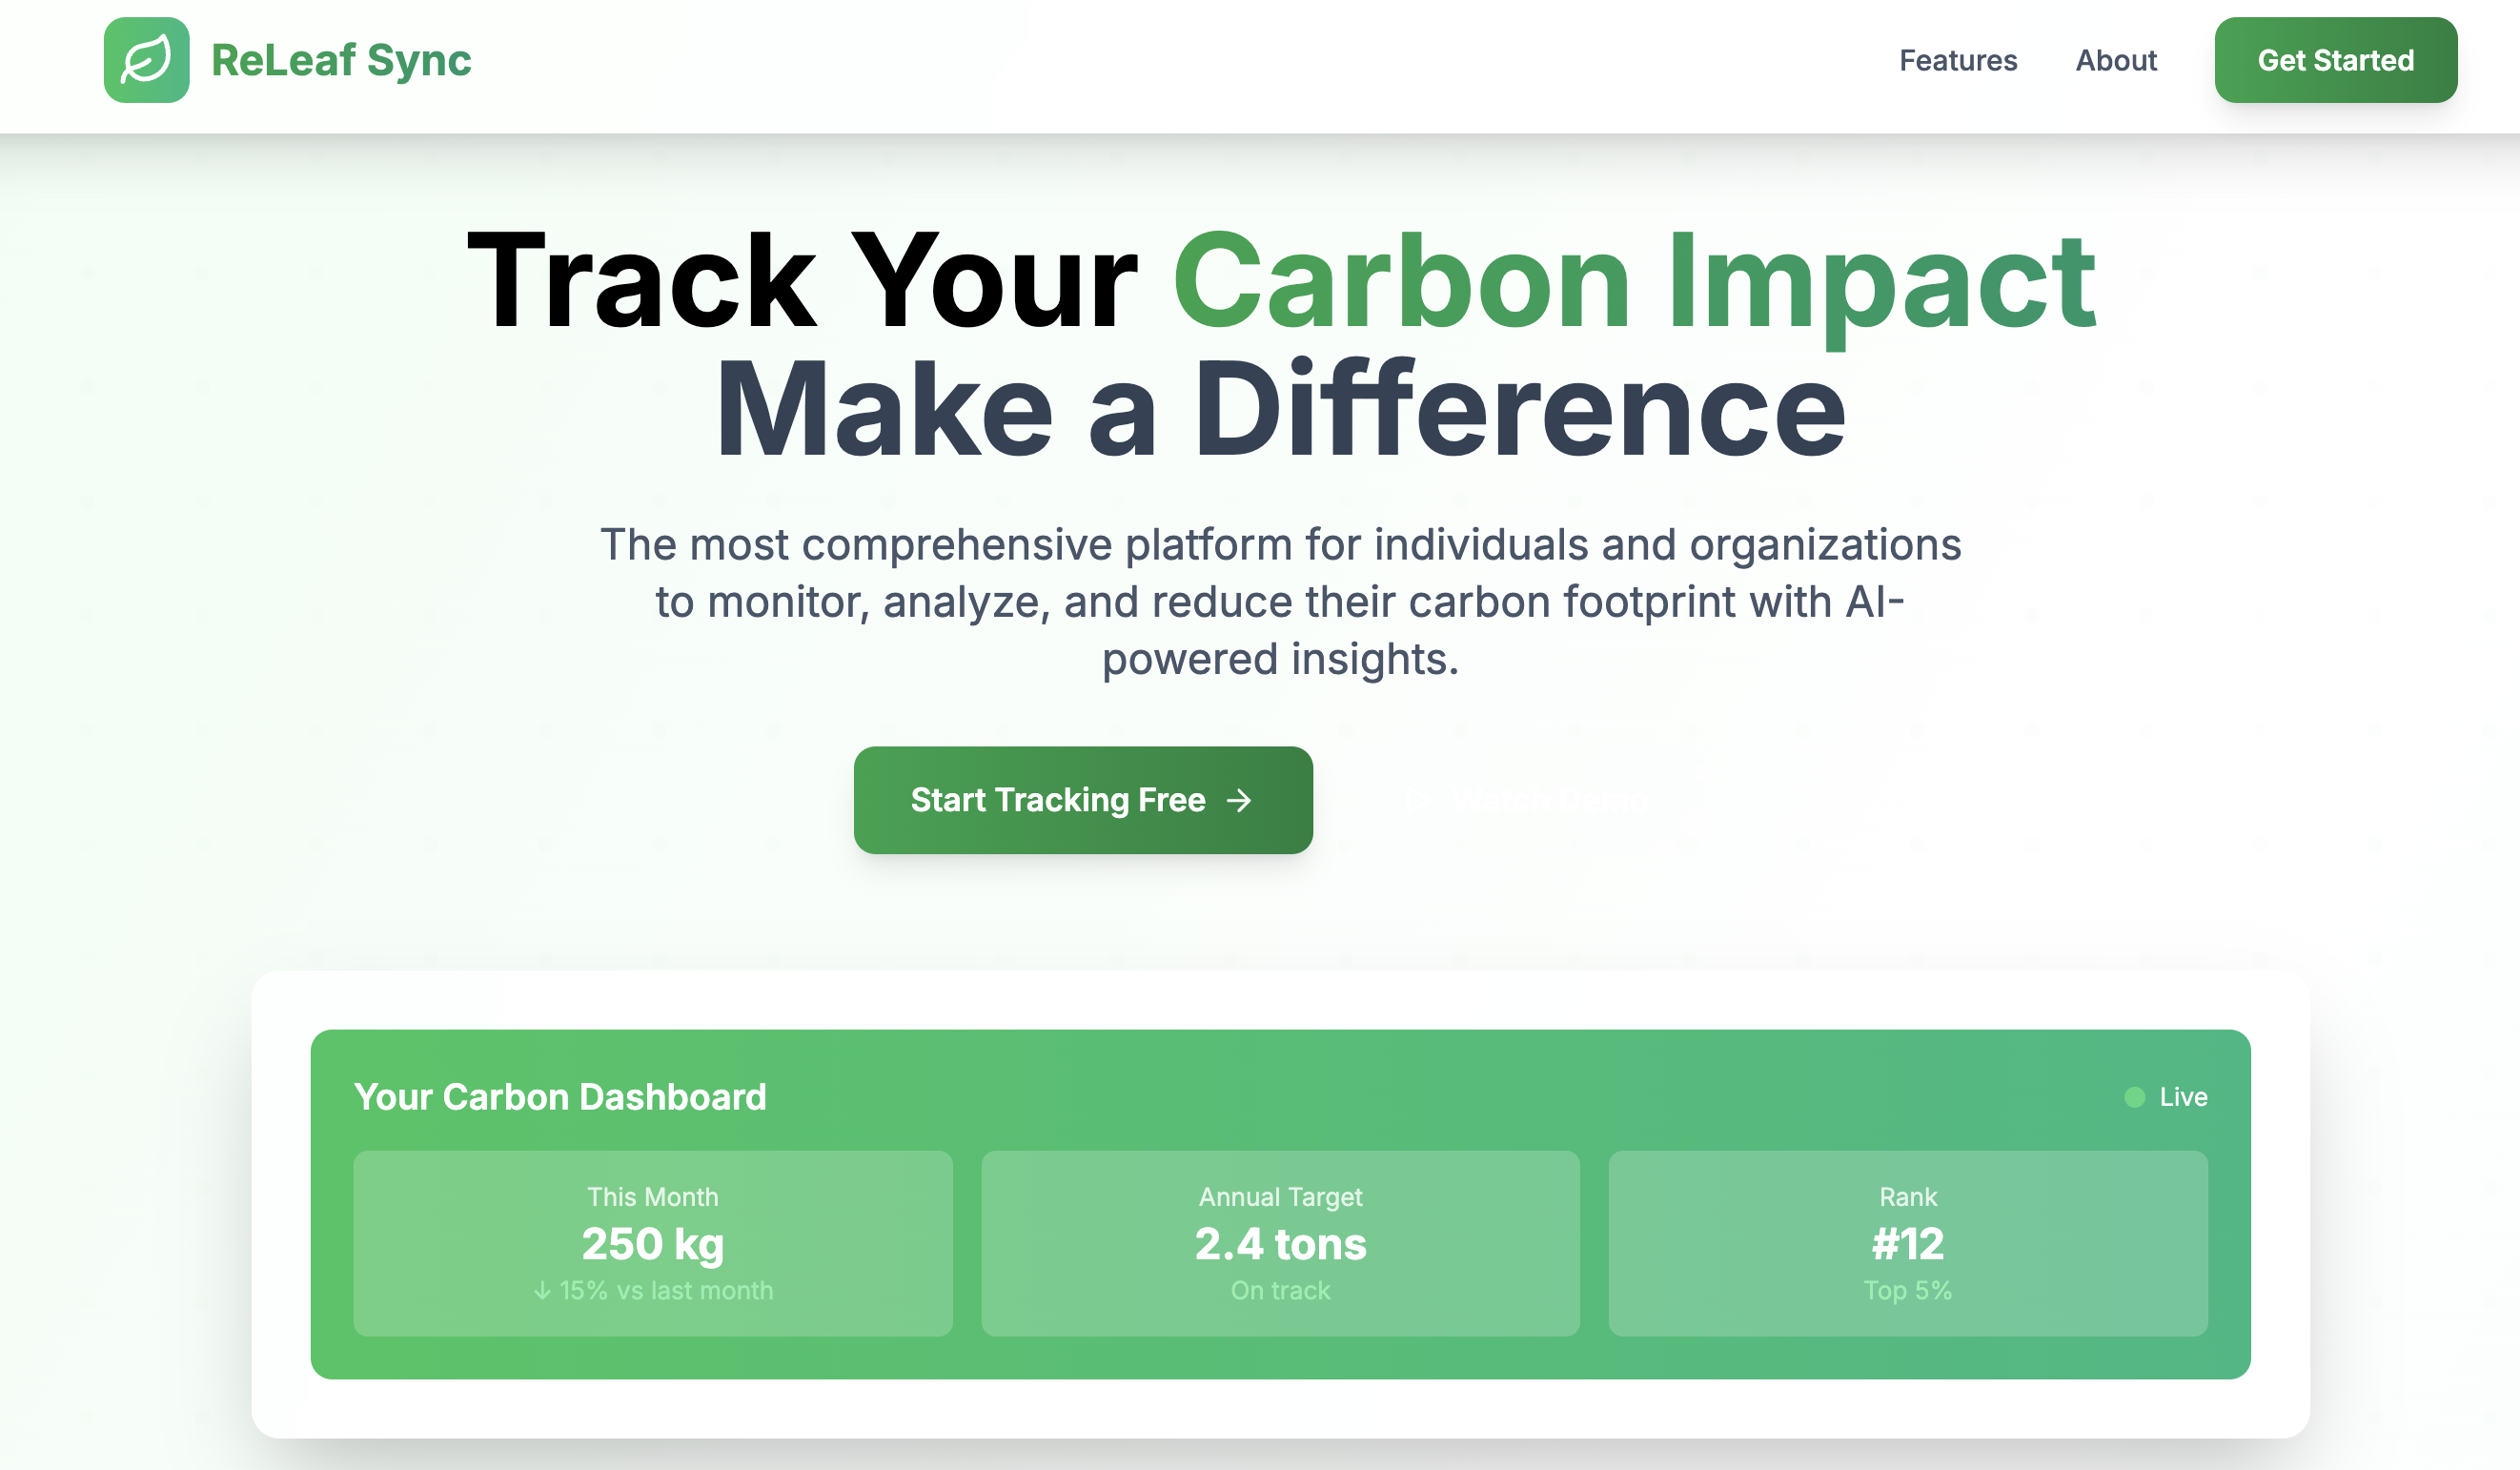 ReLeaf Sync
Features
About
Get Started
Track Your Carbon Impact
Make a Difference
The most comprehensive platform for individuals and organizations
to monitor, analyze, and reduce their carbon footprint with AI-
powered insights.
Start Tracking Free →
Your Carbon Dashboard
Live
This Month
250 kg
↓ 15% vs last month
Annual Target
2.4 tons
On track
Rank
#12
Top 5%